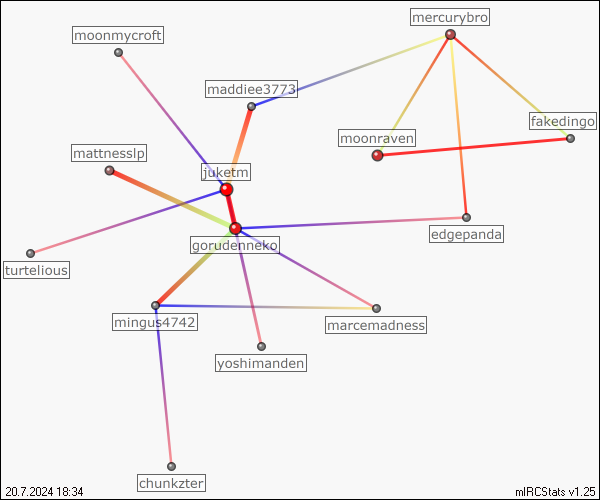 mercurybro
moonmycroft
maddiee3773
fakedingo
moonraven
mattnesslp
juketm
edgepanda
gorudenneko
turtelious
mingus4742
marcemadness
yoshimanden
chunkzter
20.7.2024 18:34
mIRCStats v1.25